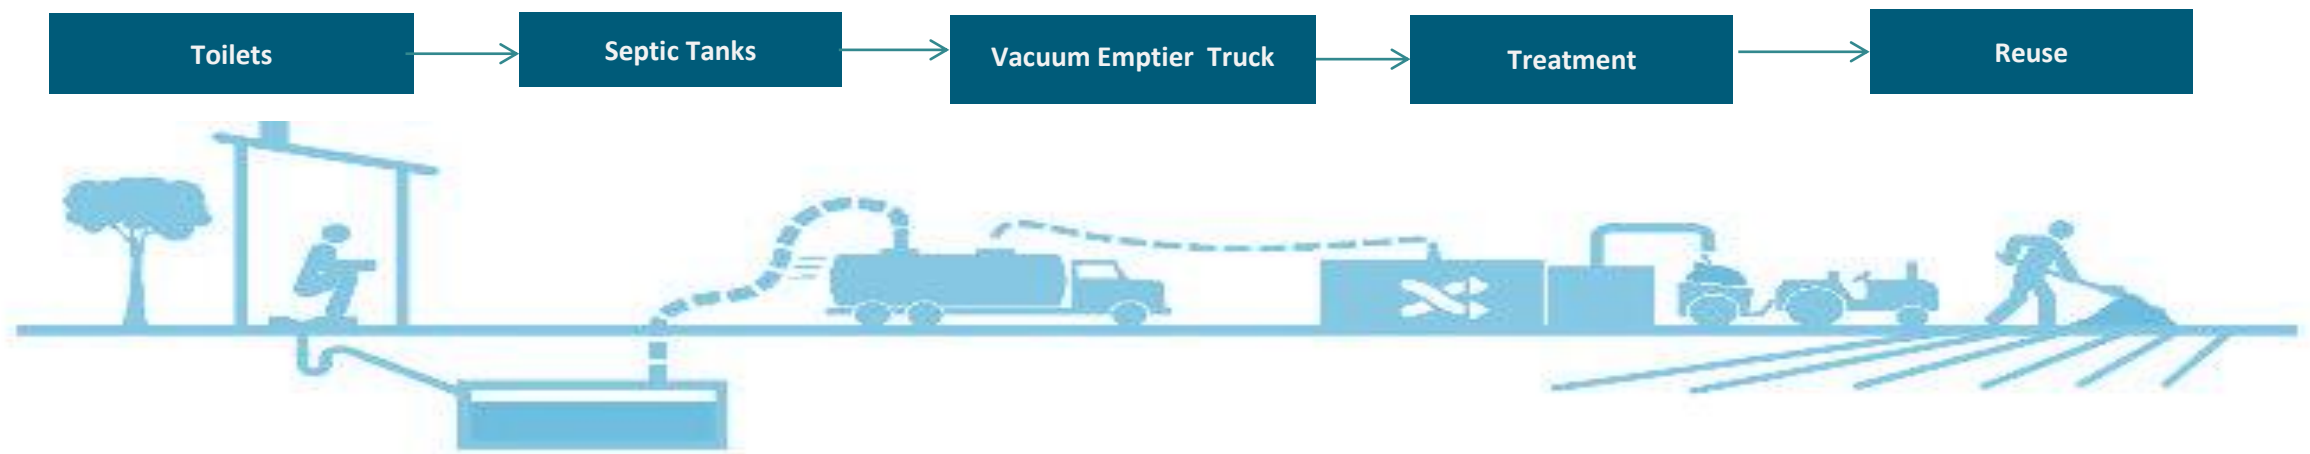 Toilets
Septic Tanks
Vacuum Emptier Truck
Treatment
Reuse